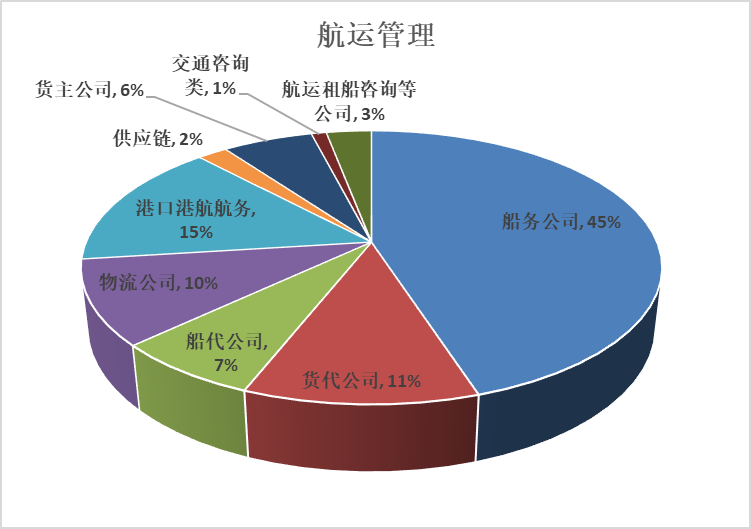 航运管理
交通咨询
类, 1%
货主公司, 6%
航运租船咨询等
公司, 3%
供应链, 2%
港口港航航务,
15%
船务公司, 45%
物流公司, 10%
船代公司,
7%
货代公司, 11%